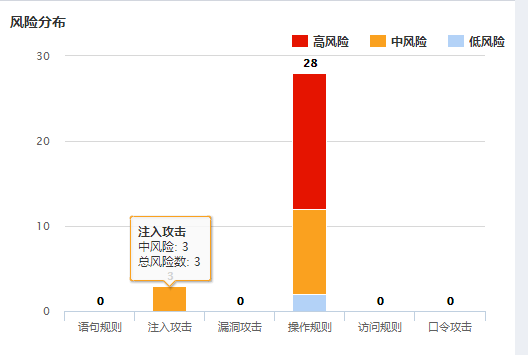 风险分布
高风险 中风险 低风险
30
28
20
10
注入攻击
中风险: 3
总风险数: 3
3
0 0 0 0
0
语句规则 注入攻击 漏洞攻击 操作规则 访问规则 口令攻击